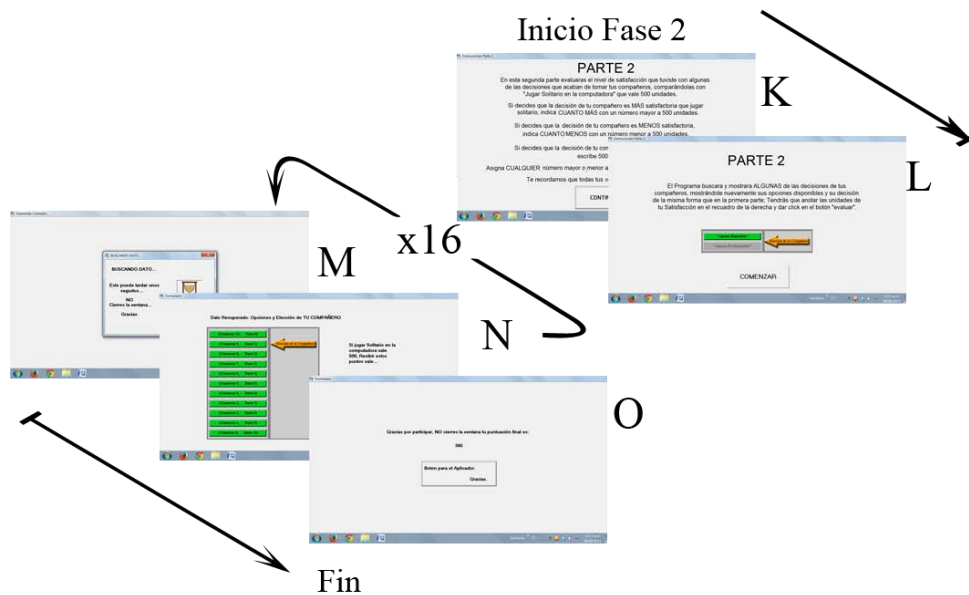 Inicio Fase 2
PARTE 2
En esta segunda parte evaluaras el nivel de satisfacción que tuviste con algunas
de las decisiones que acaban de tomar tus compañeros, comparándolas con
"Jugar Solitario en la computadora" que vale 500 unidades.
Si decides que la decisión de tu compañero es MÁS satisfactoria que jugar
solitario, indica CUANTO MÁS con un número mayor a 500 unidades.
Si decides que la decisión de tu compañero es MENOS satisfactoria,
indica CUANTO MENOS con un número menor a 500 unidades.
Si decides que la decisión de tu
escribe 500
Asigna CUALQUIER número mayor o menor a
Te recordamos que todas tus
K
PARTE 2
El Programa buscara y mostrara ALGUNAS de las decisiones de tus
compañeros, mostrándote nuevamente sus opciones disponibles y su decisión
de la misma forma que en la primera parte; Tendrás que anotar las unidades de
tu Satisfacción en el recuadro de la derecha y dar click en el botón "evaluar".
COMENZAR
L
x16
BUSCANDO DATO...
Esto puede tardar unos
segudos...
NO
Cierres la ventana...
Gracias.
M
Dato Recuperado: Opciones y Elección de TU COMPAÑERO
Si jugar Solitario en la
computadora vale
500, Recibir estos
puntos vale...
N
Gracias por participar, NO cierres la ventana tu puntuación final es:
Boton para el Aplicador.
Gracias.
O
Fin